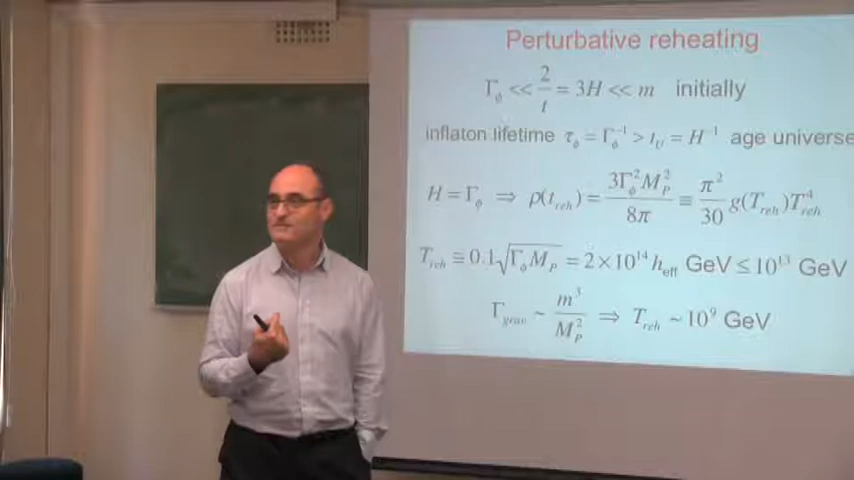 Perturbative reheating
Γ_ϕ << 2/t = 3H << m initially
inflaton lifetime τ_ϕ = Γ_ϕ^-1 > t_U = H^-1 age universe
H = Γ_ϕ ⇒ ρ(t_reh) = 3Γ_ϕ^2 M_P^2 / 8π ≡ π^2/30 g(T_reh)T_reh^4
T_reh ≅ 0.1√(Γ_ϕ M_P) = 2×10^14 h_eff GeV ≤ 10^13 GeV
Γ_grav ~ m^3/M_P^2 ⇒ T_reh ~ 10^9 GeV